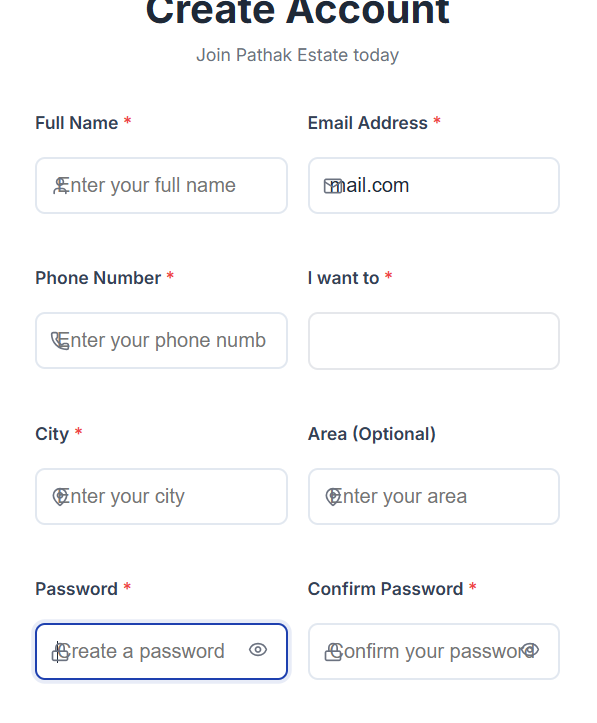 Create Account
Join Pathak Estate today
Full Name *
Email Address *
Enter your full name
mail.com
Phone Number *
I want to *
Enter your phone numb
City *
Area (Optional)
Enter your city
Enter your area
Password *
Confirm Password *
Create a password
Confirm your password